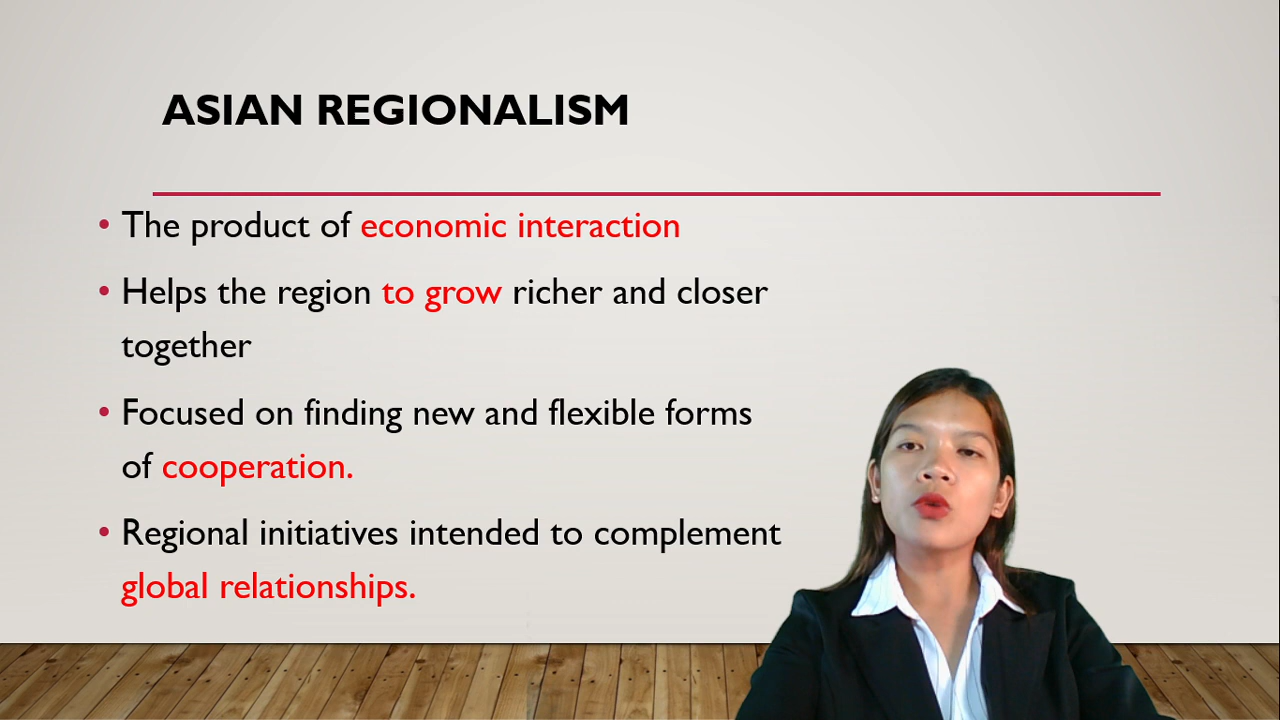 ASIAN REGIONALISM
• The product of economic interaction
• Helps the region to grow richer and closer
together
• Focused on finding new and flexible forms
of cooperation.
• Regional initiatives intended to complement
global relationships.